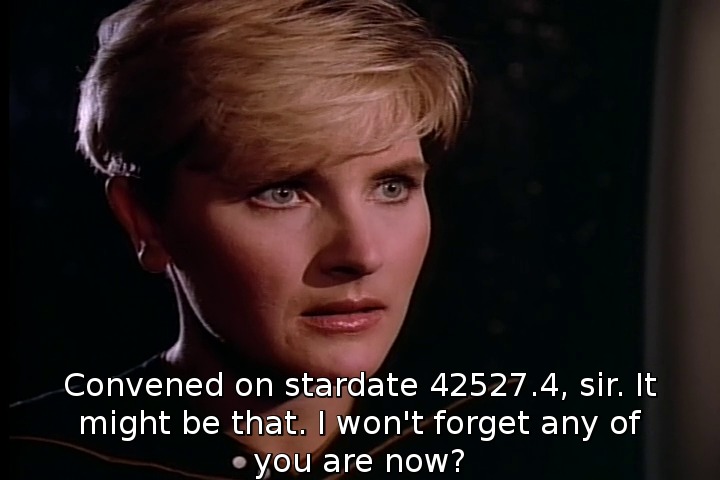 Convened on stardate 42527.4, sir. It
might be that. I won't forget any of
you are now?